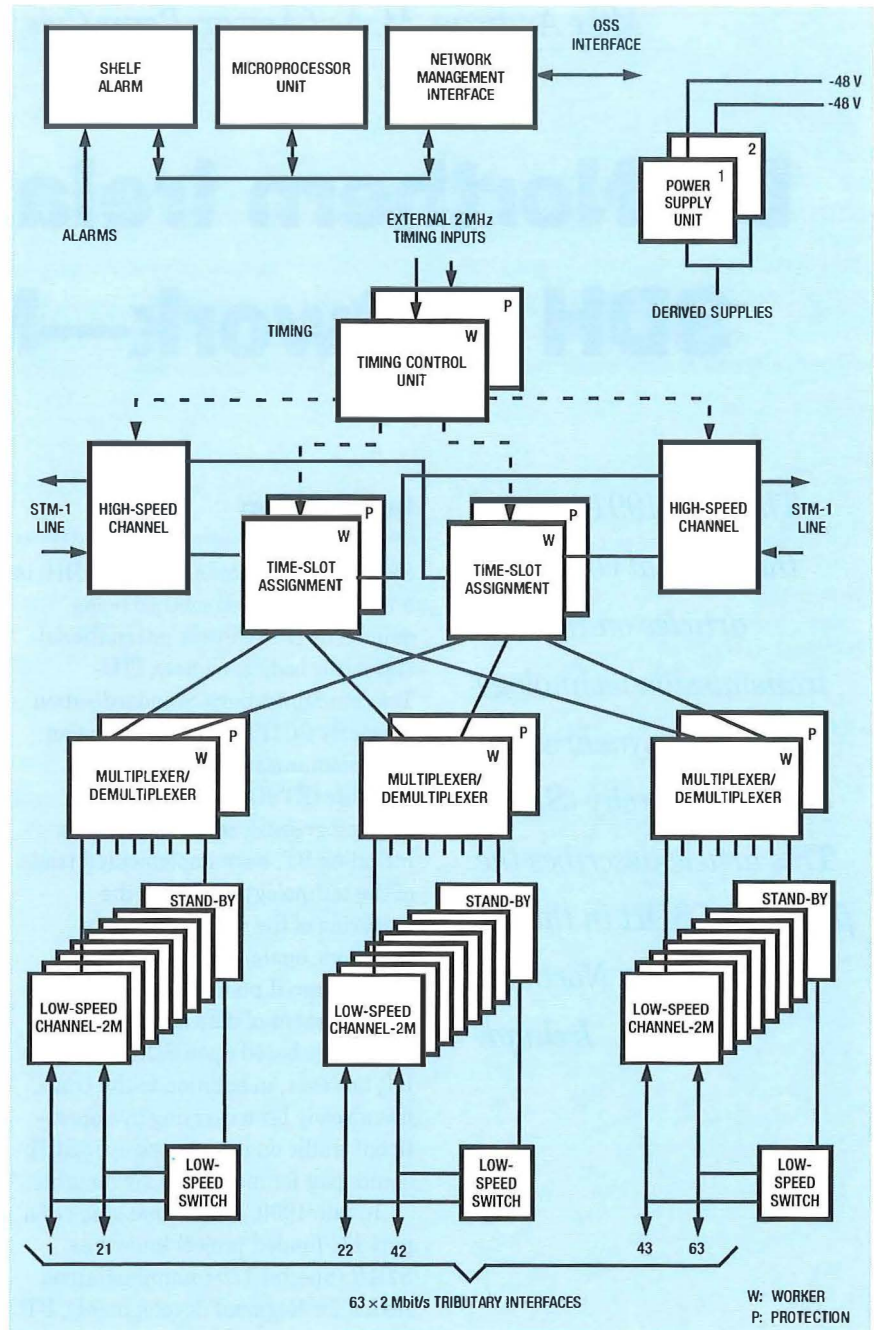 OSS
INTERFACE
SHELF
ALARM
MICROPROCESSOR
UNIT
NETWORK
MANAGEMENT
INTERFACE
-48 V
-48 V
2
1
POWER
SUPPLY
UNIT
ALARMS
EXTERNAL 2 MHz
TIMING INPUTS
DERIVED SUPPLIES
TIMING
P
W
TIMING CONTROL
UNIT
HIGH-SPEED
CHANNEL
STM-1
LINE
P
W
TIME-SLOT
ASSIGNMENT
P
W
TIME-SLOT
ASSIGNMENT
HIGH-SPEED
CHANNEL
STM-1
LINE
P
W
MULTIPLEXER/
DEMULTIPLEXER
P
W
MULTIPLEXER/
DEMULTIPLEXER
P
W
MULTIPLEXER/
DEMULTIPLEXER
STAND-BY
LOW-SPEED
CHANNEL-2M
STAND-BY
LOW-SPEED
CHANNEL-2M
STAND-BY
LOW-SPEED
CHANNEL-2M
LOW-
SPEED
SWITCH
LOW-
SPEED
SWITCH
LOW-
SPEED
SWITCH
1 21 22 42 43 63
63 × 2 Mbit/s TRIBUTARY INTERFACES
W: WORKER
P: PROTECTION